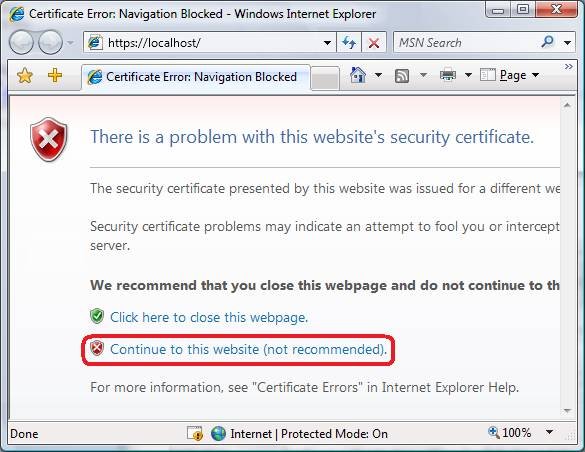 Certificate Error: Navigation Blocked - Windows Internet Explorer
https://localhost/
MSN Search
Certificate Error: Navigation Blocked
Page
There is a problem with this website's security certificate.
The security certificate presented by this website was issued for a different we
Security certificate problems may indicate an attempt to fool you or intercep
server.
We recommend that you close this webpage and do not continue to th
Click here to close this webpage.
Continue to this website (not recommended).
For more information, see "Certificate Errors" in Internet Explorer Help.
Done
Internet | Protected Mode: On
100%